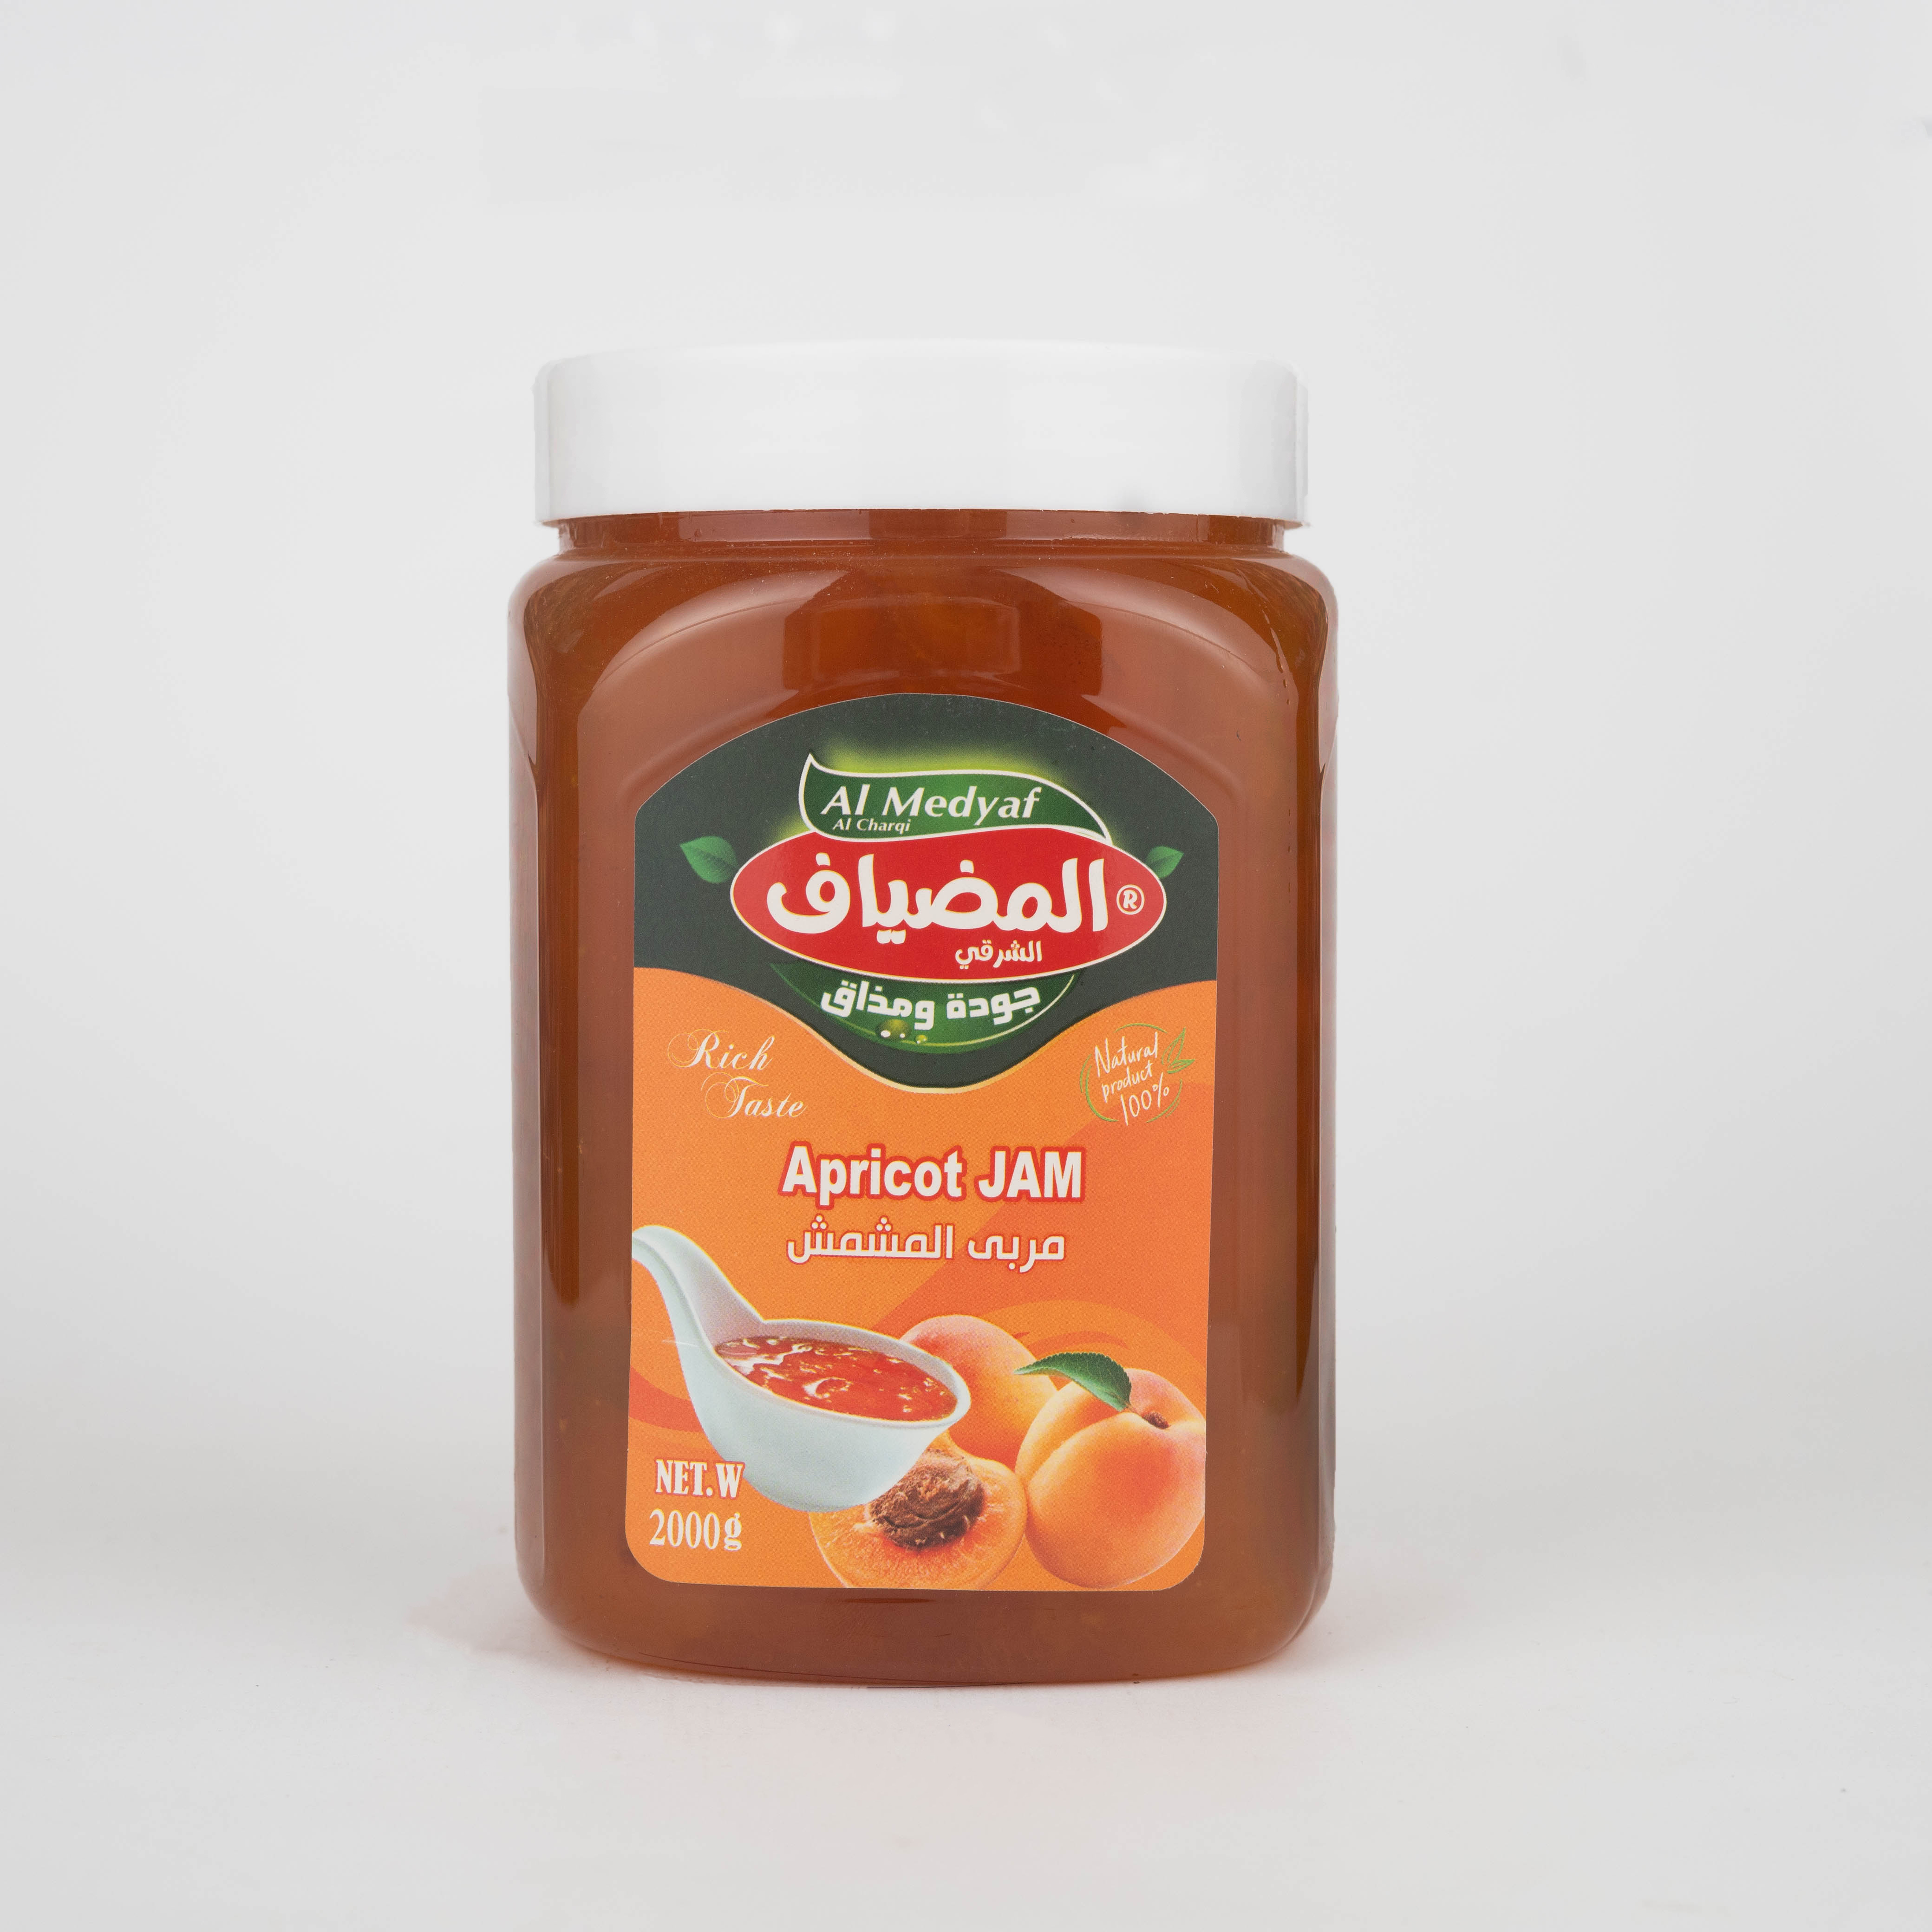 Al Medyaf
Al Charqi
المضياف®
الشرقي
جودة ومذاق
Rich
Taste
Natural
product
100%
Apricot JAM
مربى المشمش
NET.W
2000g